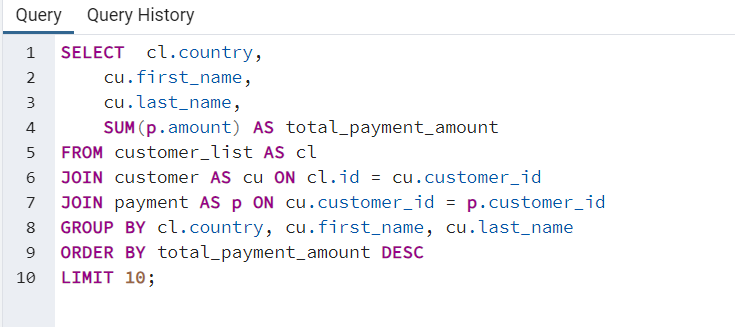 Query Query History
1 SELECT  cl.country,
2     cu.first_name,
3     cu.last_name,
4     SUM(p.amount) AS total_payment_amount
5 FROM customer_list AS cl
6 JOIN customer AS cu ON cl.id = cu.customer_id
7 JOIN payment AS p ON cu.customer_id = p.customer_id
8 GROUP BY cl.country, cu.first_name, cu.last_name
9 ORDER BY total_payment_amount DESC
10 LIMIT 10;